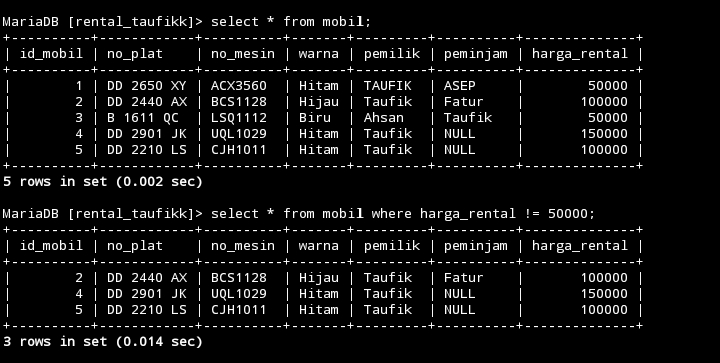 MariaDB [rental_taufikk]> select * from mobil;
+----------+------------+----------+-------+---------+----------+--------------+
| id_mobil | no_plat    | no_mesin | warna | pemilik | peminjam | harga_rental |
+----------+------------+----------+-------+---------+----------+--------------+
|        1 | DD 2650 XY | ACX3560  | Hitam | TAUFIK  | ASEP     |        50000 |
|        2 | DD 2440 AX | BCS1128  | Hijau | Taufik  | Fatur    |       100000 |
|        3 | B 1611 QC  | LSQ1112  | Biru  | Ahsan   | Taufik   |        50000 |
|        4 | DD 2901 JK | UQL1029  | Hitam | Taufik  | NULL     |       150000 |
|        5 | DD 2210 LS | CJH1011  | Hitam | Taufik  | NULL     |       100000 |
+----------+------------+----------+-------+---------+----------+--------------+
5 rows in set (0.002 sec)
MariaDB [rental_taufikk]> select * from mobil where harga_rental != 50000;
+----------+------------+----------+-------+---------+----------+--------------+
| id_mobil | no_plat    | no_mesin | warna | pemilik | peminjam | harga_rental |
+----------+------------+----------+-------+---------+----------+--------------+
|        2 | DD 2440 AX | BCS1128  | Hijau | Taufik  | Fatur    |       100000 |
|        4 | DD 2901 JK | UQL1029  | Hitam | Taufik  | NULL     |       150000 |
|        5 | DD 2210 LS | CJH1011  | Hitam | Taufik  | NULL     |       100000 |
+----------+------------+----------+-------+---------+----------+--------------+
3 rows in set (0.014 sec)